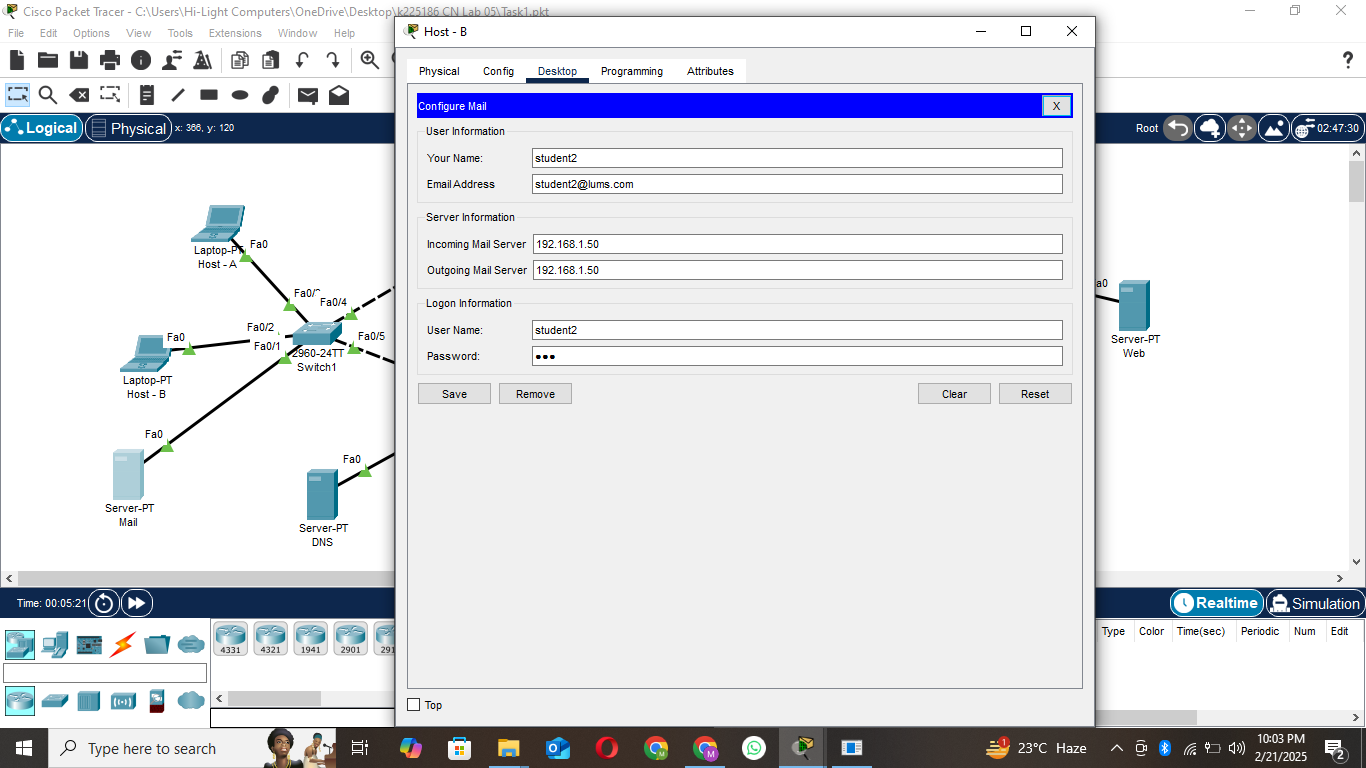 Cisco Packet Tracer - C:\Users\Hi-Light Computers\OneDrive\Desktop\k225186 CN Lab 05\Task1.pkt
File Edit Options View Tools Extensions Window Help
Logical Physical x: 366, y: 120
Root 02:47:30
Host - B
Physical Config Desktop Programming Attributes
Configure Mail X
User Information
Your Name: student2
Email Address student2@lums.com
Server Information
Incoming Mail Server 192.168.1.50
Outgoing Mail Server 192.168.1.50
Logon Information
User Name: student2
Password: ●●●
Save Remove Clear Reset
Top
Fa0
Laptop-PT
Host - A
Fa0/4
Fa0/2
Fa0/5
Fa0/1
2960-24TT
Switch1
Fa0
Laptop-PT
Host - B
Fa0
Server-PT
Mail
Fa0
Server-PT
DNS
a0
Server-PT
Web
Time: 00:05:21
Realtime Simulation
4331 4321 1941 2901 291
Type Color Time(sec) Periodic Num Edit
Type here to search
1
23°C Haze
10:03 PM
2/21/2025
2